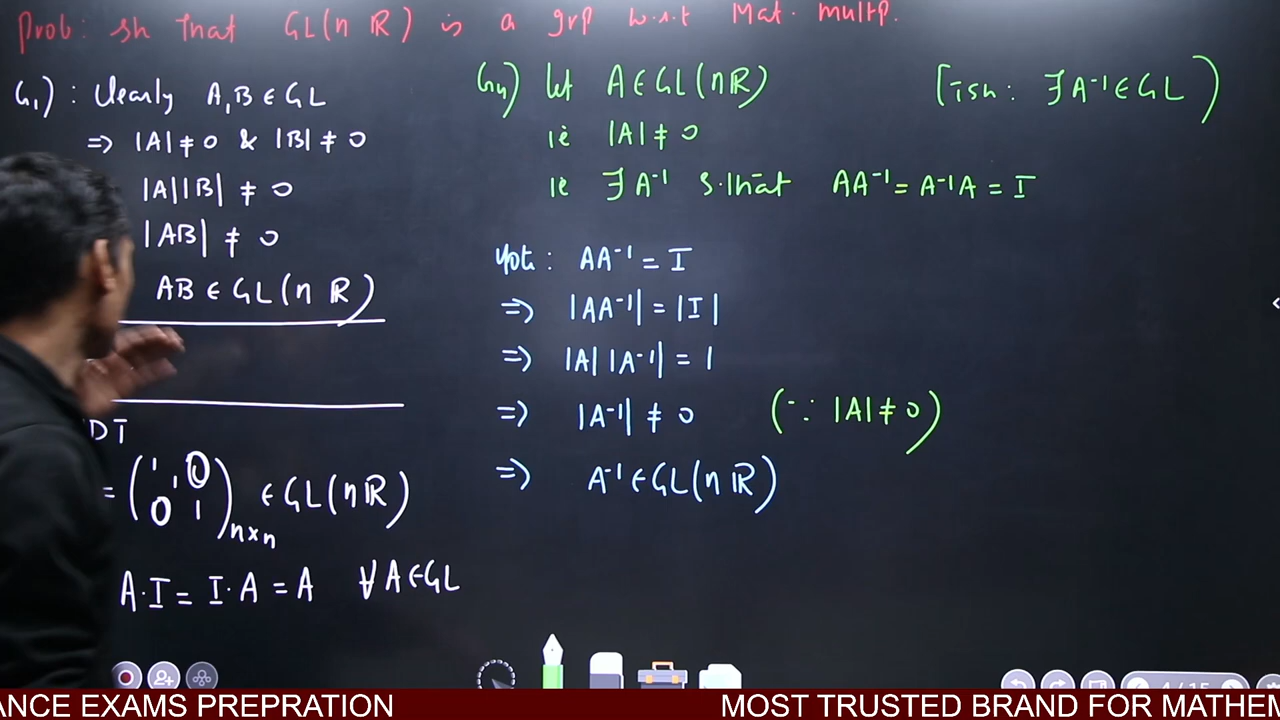 Prob: sh that GL(n R) is a grp w.r.t Mat. multp.
G₁): Clearly A,B ∈ GL
=> |A| ≠ 0 & |B| ≠ 0
|A||B| ≠ 0
|AB| ≠ 0
AB ∈ GL(n R)
= (1 0 0 1)n×n ∈ GL(n R)
A·I = I·A = A ∀ A ∈ GL
G₄) let A ∈ GL(n R) [Tsh: ∃ A⁻¹ ∈ GL)
ie |A| ≠ 0
ie ∃ A⁻¹ s.that AA⁻¹ = A⁻¹A = I
: AA⁻¹ = I
=> |AA⁻¹| = |I|
=> |A||A⁻¹| = 1
=> |A⁻¹| ≠ 0 (∵ |A| ≠ 0)
=> A⁻¹ ∈ GL(n R)
4/15
ANCE EXAMS PREPRATION MOST TRUSTED BRAND FOR MATHEM